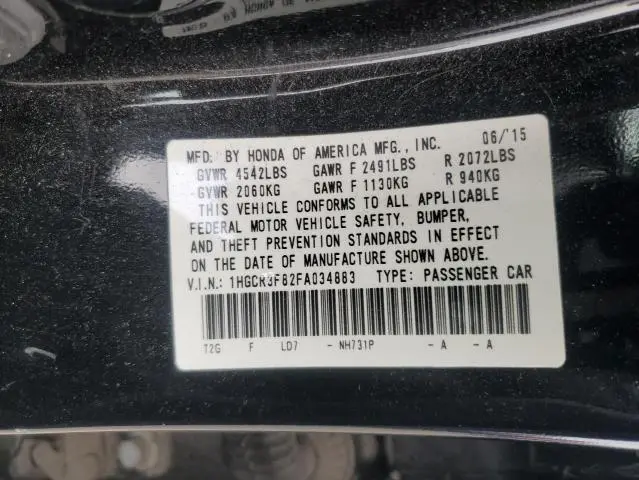 MFD. BY HONDA OF AMERICA MFG., INC. 06/'15
GVWR 4542LBS GAWR F 2491LBS R 2072LBS
GVWR 2060KG GAWR F 1130KG R 940KG
THIS VEHICLE CONFORMS TO ALL APPLICABLE
FEDERAL MOTOR VEHICLE SAFETY, BUMPER,
AND THEFT PREVENTION STANDARDS IN EFFECT
ON THE DATE OF MANUFACTURE SHOWN ABOVE.
V.I.N.: 1HGCR3F82FA034883 TYPE: PASSENGER CAR
T2G F LD7 - NH731P - A - A